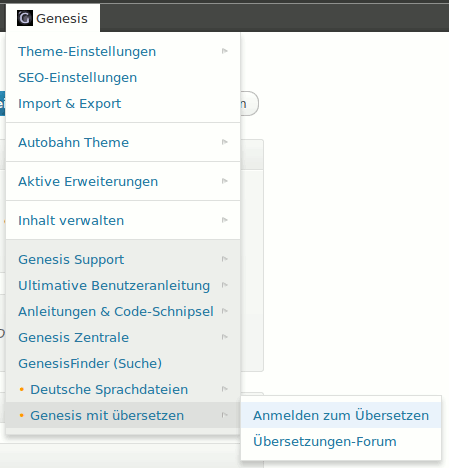 Genesis
Theme-Einstellungen
SEO-Einstellungen
Import & Export
Autobahn Theme
Aktive Erweiterungen
Inhalt verwalten
Genesis Support
Ultimative Benutzeranleitung
Anleitungen & Code-Schnipsel
Genesis Zentrale
GenesisFinder (Suche)
• Deutsche Sprachdateien
• Genesis mit übersetzen
Anmelden zum Übersetzen
Übersetzungen-Forum